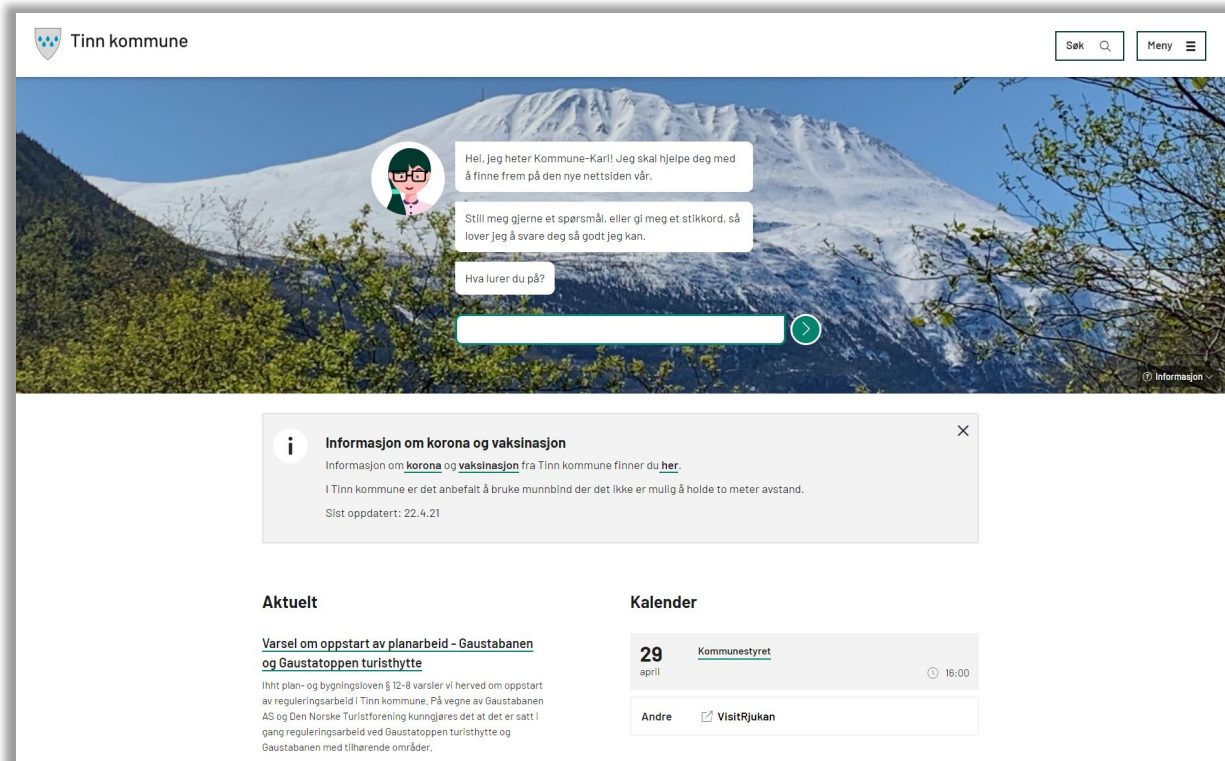 Tinn kommune
Søk
Meny
Hei, jeg heter Kommune-Kari! Jeg skal hjelpe deg med
å finne frem på den nye nettsiden vår.
Still meg gjerne et spørsmål, eller gi meg et stikkord, så
lover jeg å svare deg så godt jeg kan.
Hva lurer du på?
Informasjon
Informasjon om korona og vaksinasjon
Informasjon om korona og vaksinasjon fra Tinn kommune finner du her.
I Tinn kommune er det anbefalt å bruke munnbind der det ikke er mulig å holde to meter avstand.
Sist oppdatert: 22.4.21
Aktuelt
Varsel om oppstart av planarbeid - Gaustabanen
og Gaustatoppen turisthytte
Ihht plan- og bygningsloven § 12-8 varsler vi herved om oppstart
av reguleringsarbeid i Tinn kommune. På vegne av Gaustabanen
AS og Den Norske Turistforening kunngjøres det at det er satt i
gang reguleringsarbeid ved Gaustatoppen turisthytte og
Gaustabanen med tilhørende områder.
Kalender
29
april
Kommunestyret
16:00
Andre
VisitRjukan